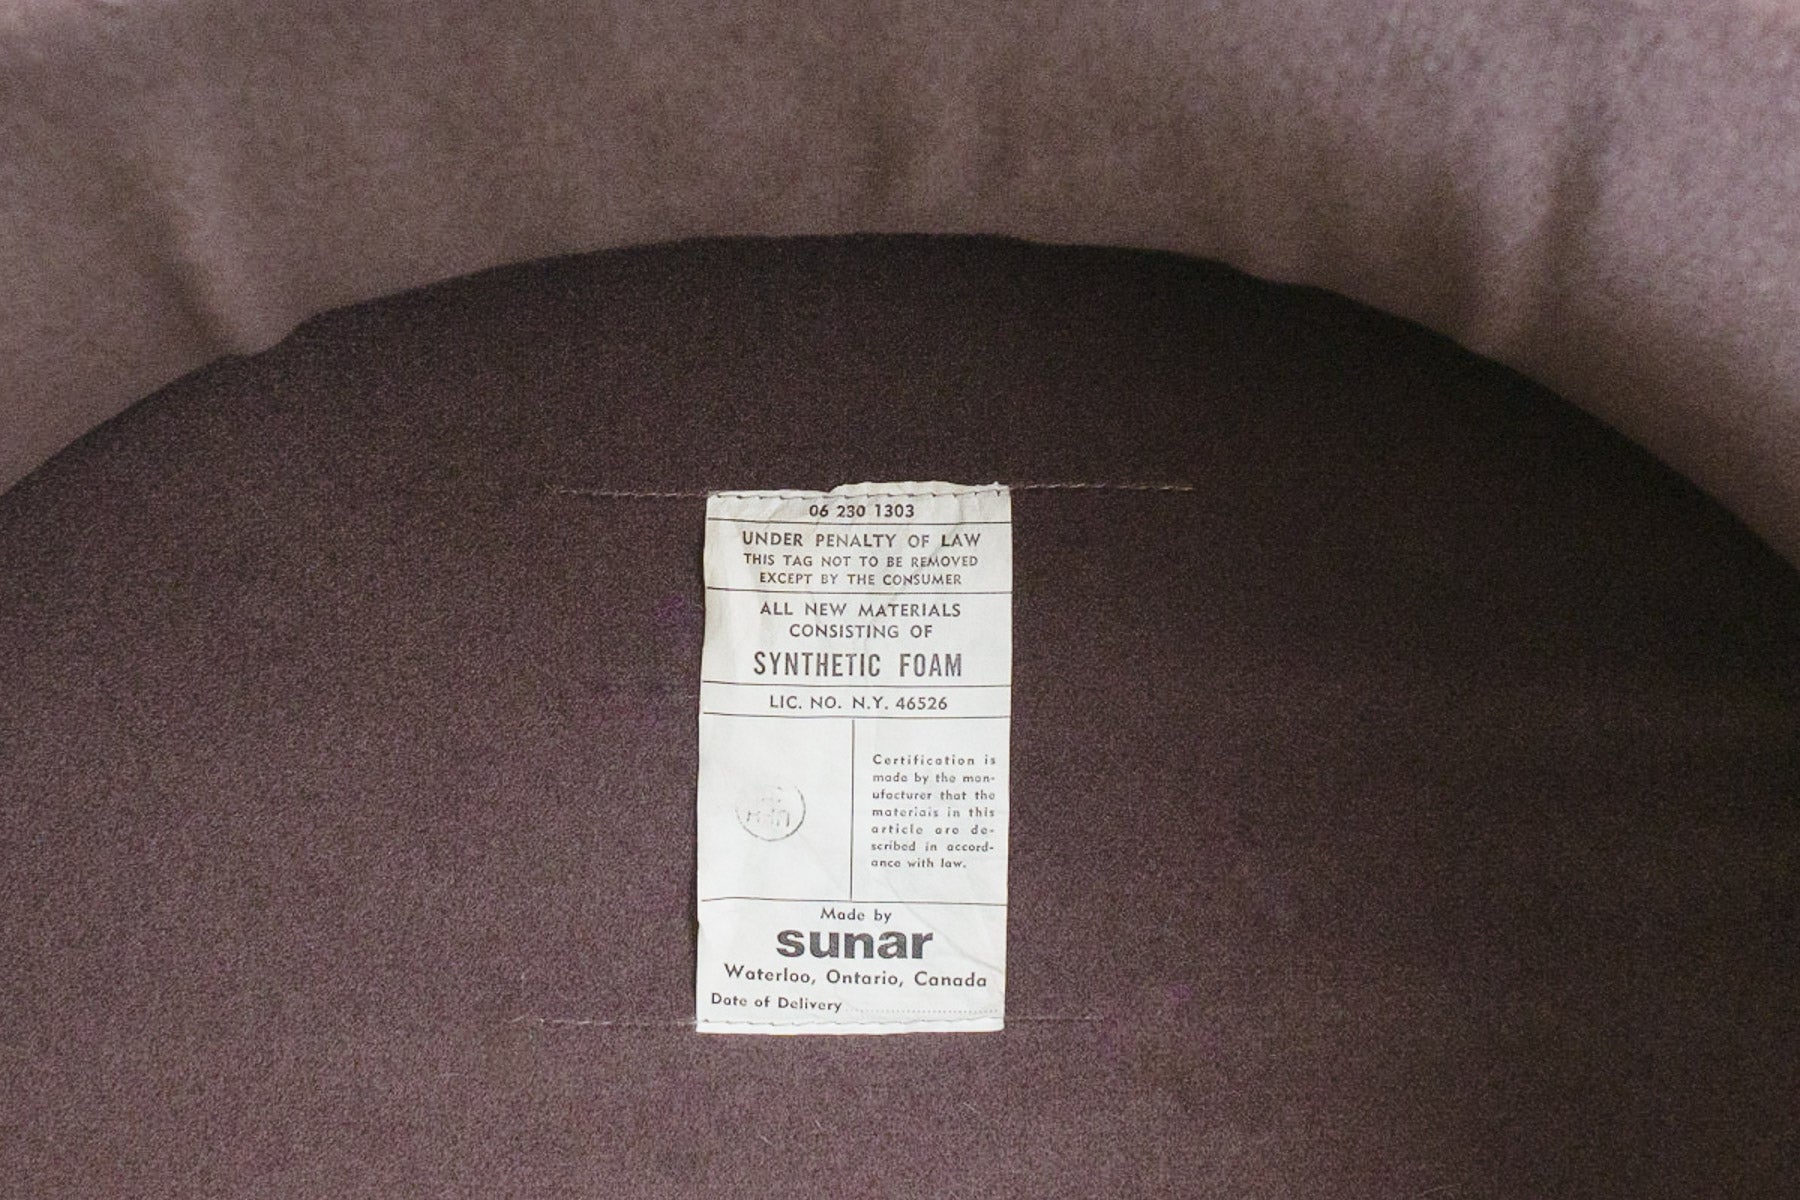 06 230 1303
UNDER PENALTY OF LAW
THIS TAG NOT TO BE REMOVED
EXCEPT BY THE CONSUMER
ALL NEW MATERIALS
CONSISTING OF
SYNTHETIC FOAM
LIC. NO. N.Y. 46526
Certification is
made by the man-
ufacturer that the
materials in this
article are de-
scribed in accord-
ance with law.
Made by
sunar
Waterloo, Ontario, Canada
Date of Delivery